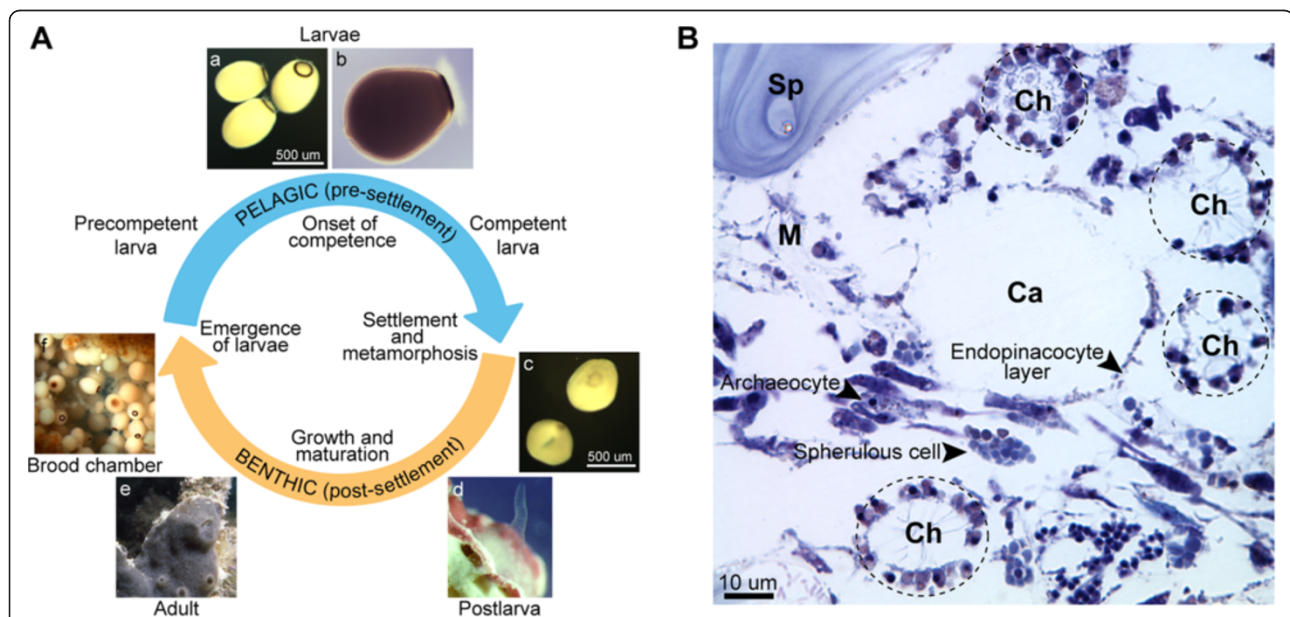 A
Larvae
a
b
500 um
PELAGIC (pre-settlement)
Precompetent
larva
Onset of
competence
Competent
larva
Emergence
of larvae
Settlement
and
metamorphosis
f
Brood chamber
c
500 um
Growth and
maturation
BENTHIC (post-settlement)
e
Adult
d
Postlarva
B
Sp
Ch
Ch
M
Ca
Ch
Endopinacocyte
layer
Archaeocyte
Spherulous cell
Ch
10 um